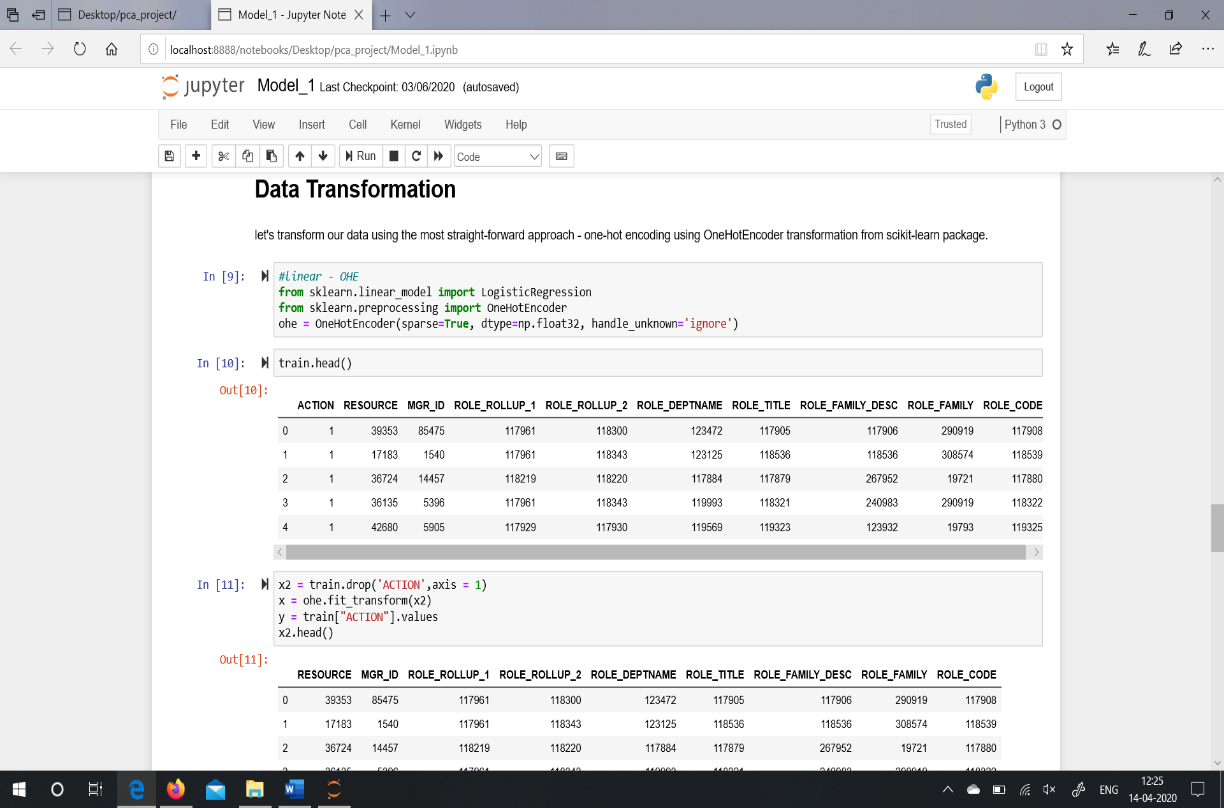 Desktop/pca_project/
Model_1 - Jupyter Note
localhost:8888/notebooks/Desktop/pca_project/Model_1.ipynb
jupyter Model_1 Last Checkpoint: 03/06/2020 (autosaved)
Logout
File Edit View Insert Cell Kernel Widgets Help
Trusted
Python 3
Run
Code
Data Transformation
let's transform our data using the most straight-forward approach - one-hot encoding using OneHotEncoder transformation from scikit-learn package.
In [9]:
#linear - OHE
from sklearn.linear_model import LogisticRegression
from sklearn.preprocessing import OneHotEncoder
ohe = OneHotEncoder(sparse=True, dtype=np.float32, handle_unknown='ignore')
In [10]:
train.head()
Out[10]:
ACTION RESOURCE MGR_ID ROLE_ROLLUP_1 ROLE_ROLLUP_2 ROLE_DEPTNAME ROLE_TITLE ROLE_FAMILY_DESC ROLE_FAMILY ROLE_CODE
0 1 39353 85475 117961 118300 123472 117905 117906 290919 117908
1 1 17183 1540 117961 118343 123125 118536 118536 308574 118539
2 1 36724 14457 118219 118220 117884 117879 267952 19721 117880
3 1 36135 5396 117961 118343 119993 118321 240983 290919 118322
4 1 42680 5905 117929 117930 119569 119323 123932 19793 119325
In [11]:
x2 = train.drop('ACTION',axis = 1)
x = ohe.fit_transform(x2)
y = train["ACTION"].values
x2.head()
Out[11]:
RESOURCE MGR_ID ROLE_ROLLUP_1 ROLE_ROLLUP_2 ROLE_DEPTNAME ROLE_TITLE ROLE_FAMILY_DESC ROLE_FAMILY ROLE_CODE
0 39353 85475 117961 118300 123472 117905 117906 290919 117908
1 17183 1540 117961 118343 123125 118536 118536 308574 118539
2 36724 14457 118219 118220 117884 117879 267952 19721 117880
ENG
12:25
14-04-2020